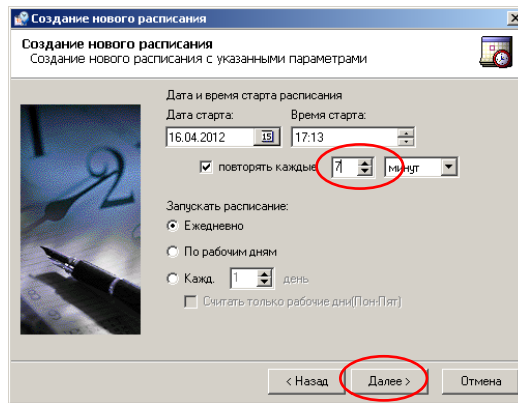 Создание нового расписания
Создание нового расписания
Создание нового расписания с указанными параметрами
Дата и время старта расписания
Дата старта: Время старта:
16.04.2012 15 17:13
повторять каждые 7 минут
Запускать расписание:
Ежедневно
По рабочим дням
Кажд. 1 день
Считать только рабочие дни(Пон-Пят)
< Назад Далее > Отмена